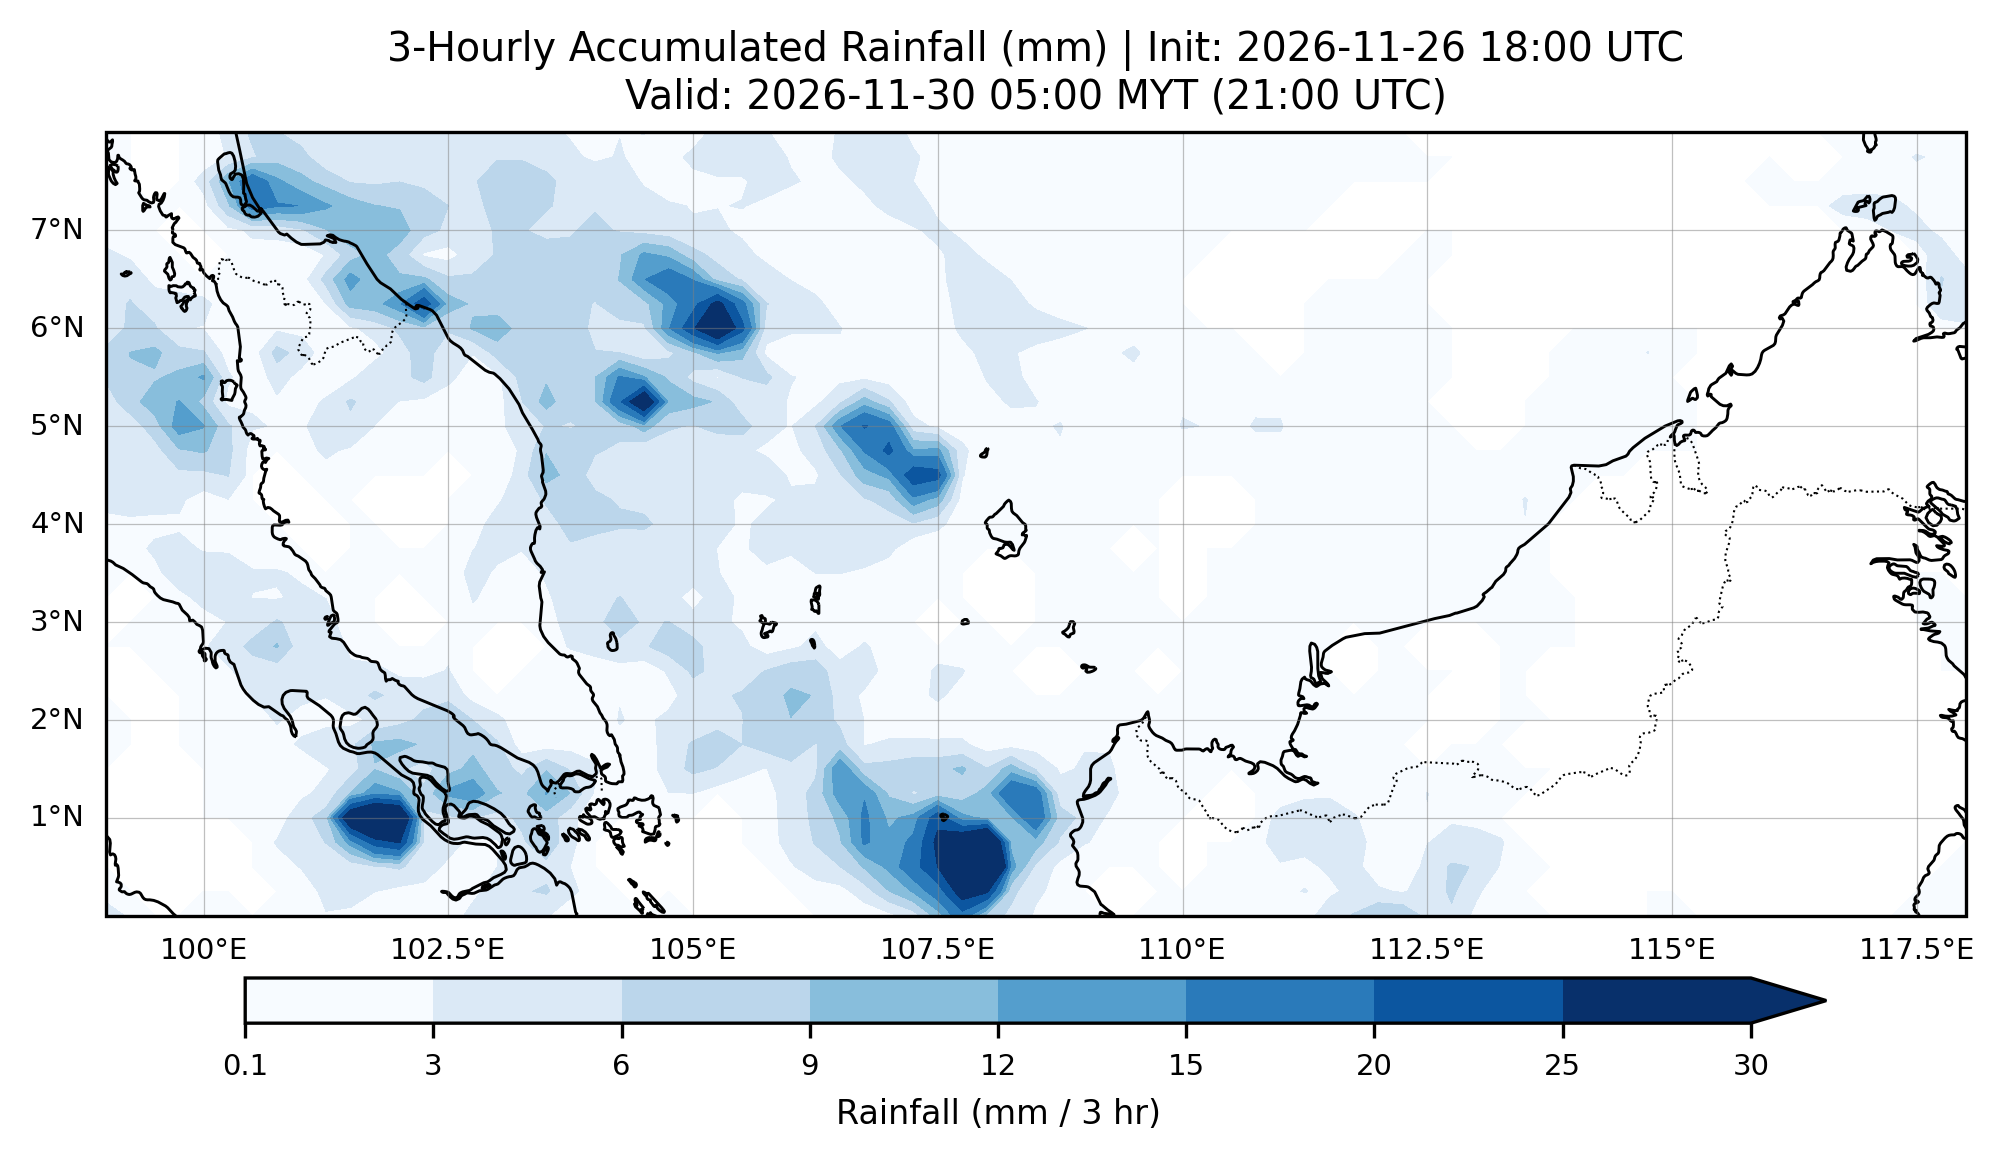 3-Hourly Accumulated Rainfall (mm) | Init: 2026-11-26 18:00 UTC
Valid: 2026-11-30 05:00 MYT (21:00 UTC)
7°N
6°N
5°N
4°N
3°N
2°N
1°N
100°E 102.5°E 105°E 107.5°E 110°E 112.5°E 115°E 117.5°E
0.1 3 6 9 12 15 20 25 30
Rainfall (mm / 3 hr)